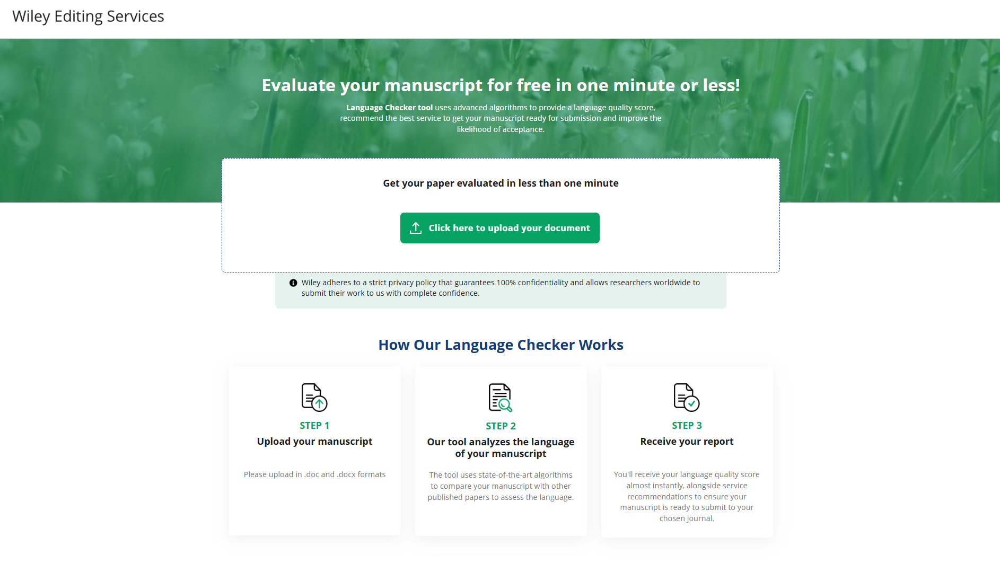 Wiley Editing Services
Evaluate your manuscript for free in one minute or less!
Language Checker tool uses advanced algorithms to provide a language quality score,
recommend the best service to get your manuscript ready for submission and improve the
likelihood of acceptance.
Get your paper evaluated in less than one minute
Click here to upload your document
Wiley adheres to a strict privacy policy that guarantees 100% confidentiality and allows researchers worldwide to
submit their work to us with complete confidence.
How Our Language Checker Works
STEP 1
Upload your manuscript
Please upload in .doc and .docx formats
STEP 2
Our tool analyzes the language
of your manuscript
The tool uses state-of-the-art algorithms
to compare your manuscript with other
published papers to assess the language.
STEP 3
Receive your report
You'll receive your language quality score
almost instantly, alongside service
recommendations to ensure your
manuscript is ready to submit to your
chosen journal.